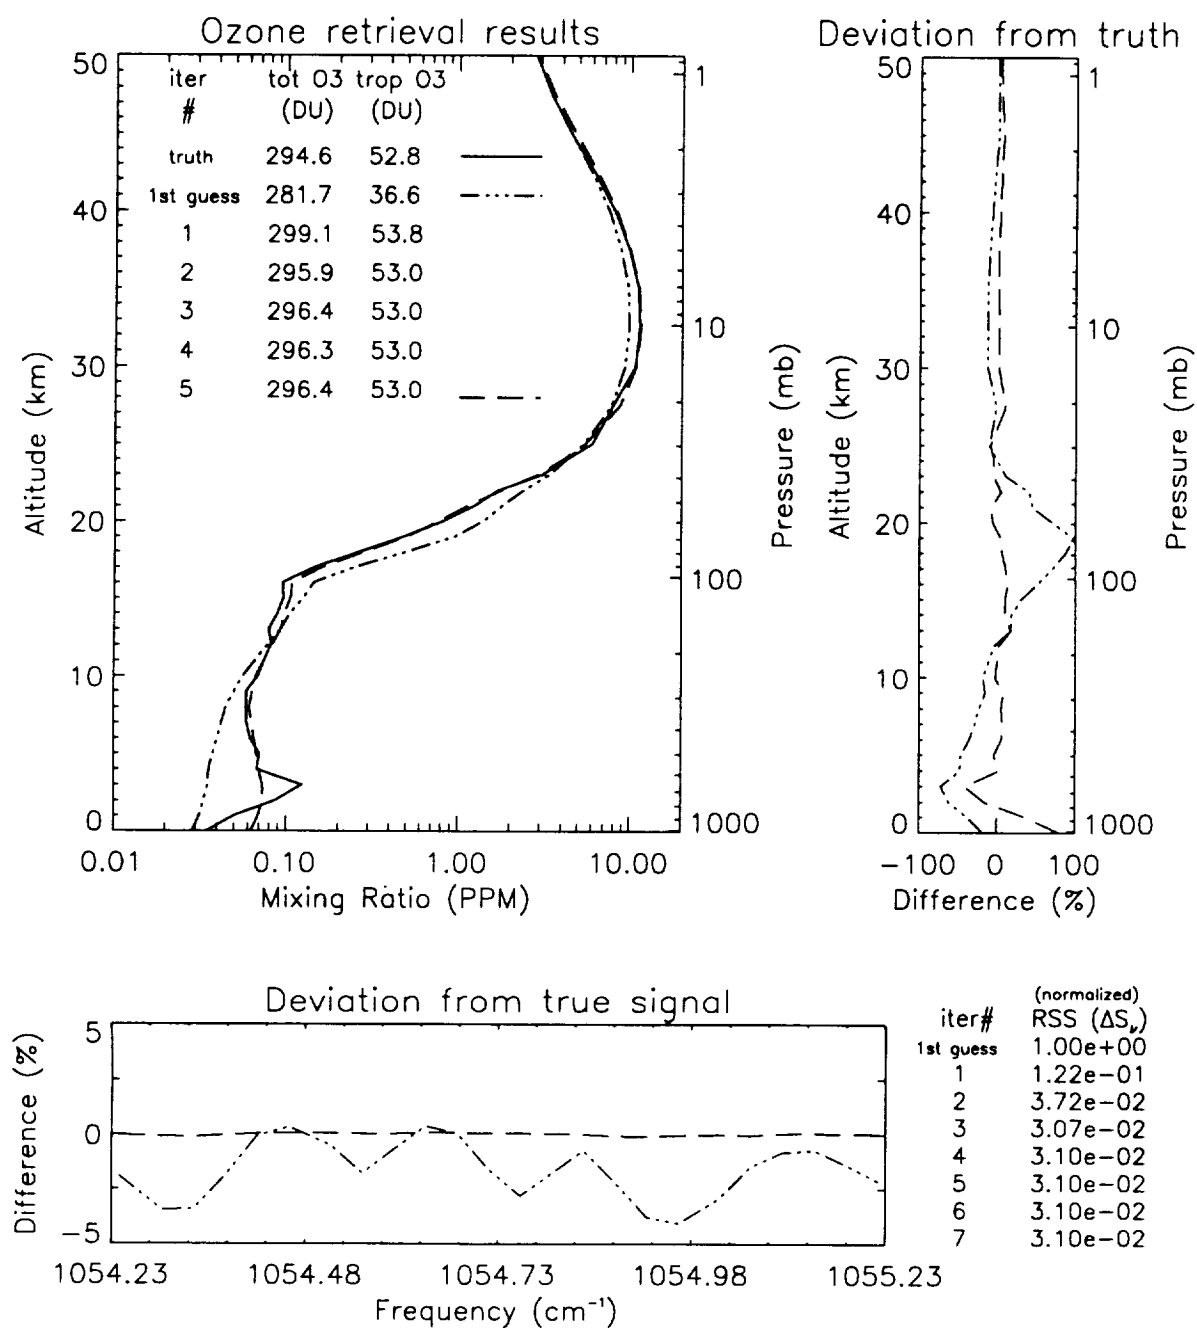 Ozone retrieval results
iter tot O3 trop O3
# (DU) (DU)
truth 294.6 52.8
1st guess 281.7 36.6
1 299.1 53.8
2 295.9 53.0
3 296.4 53.0
4 296.3 53.0
5 296.4 53.0
50
40
30
20
10
0
Altitude (km)
1
10
100
1000
Pressure (mb)
0.01 0.10 1.00 10.00
Mixing Ratio (PPM)
Deviation from truth
50
40
30
20
10
0
Altitude (km)
1
10
100
1000
Pressure (mb)
-100 0 100
Difference (%)
Deviation from true signal
5
0
-5
Difference (%)
1054.23 1054.48 1054.73 1054.98 1055.23
Frequency (cm⁻¹)
(normalized)
iter# RSS (ΔSᵥ)
1st guess 1.00e+00
1 1.22e-01
2 3.72e-02
3 3.07e-02
4 3.10e-02
5 3.10e-02
6 3.10e-02
7 3.10e-02